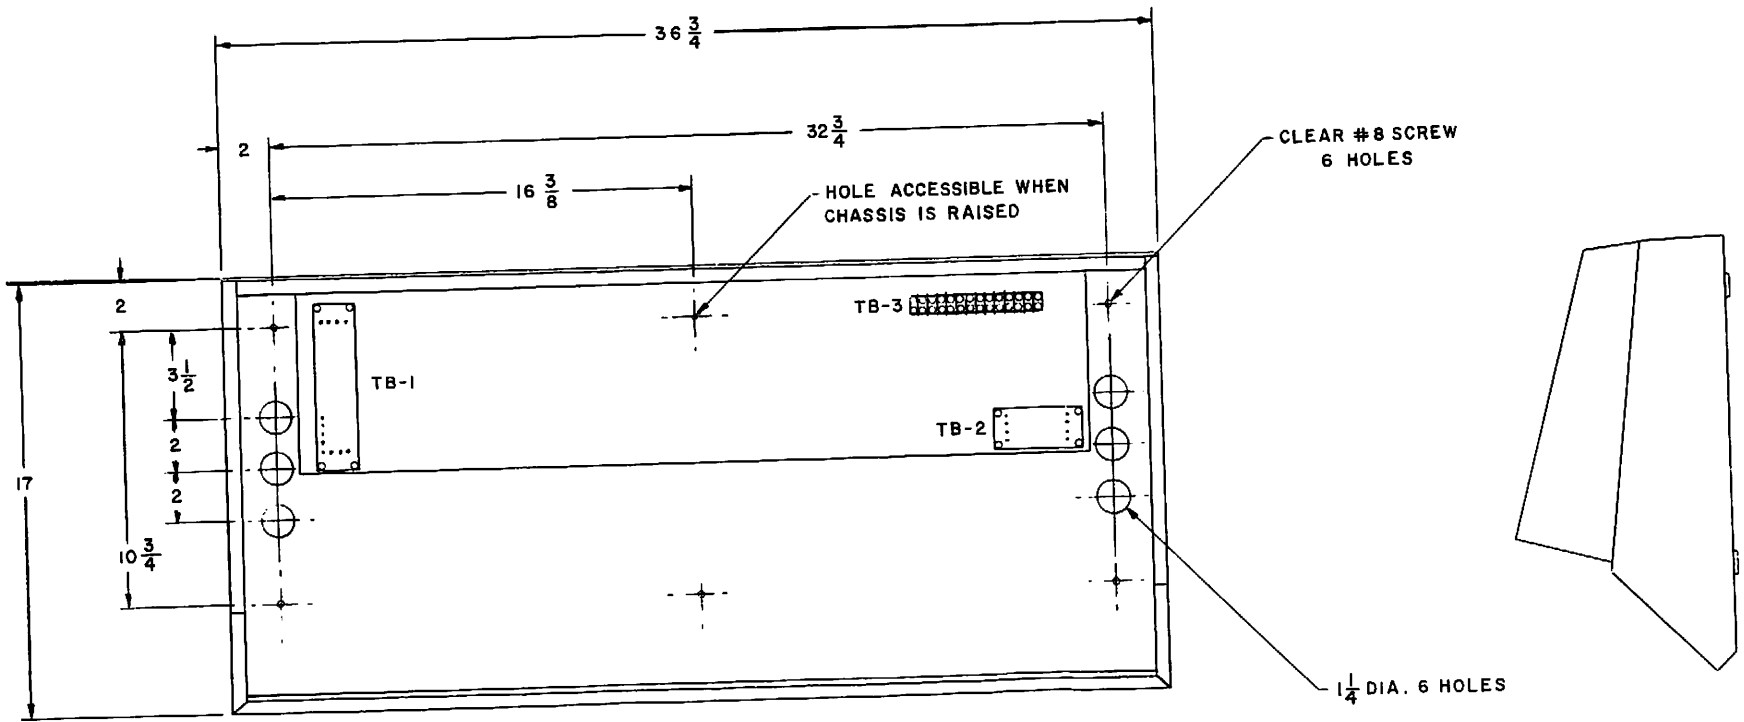 36 3/4
2
32 3/4
16 3/8
CLEAR #8 SCREW
6 HOLES
HOLE ACCESSIBLE WHEN
CHASSIS IS RAISED
2
TB-3
3 1/2
TB-1
TB-2
2
17
2
10 3/4
1 1/4 DIA. 6 HOLES